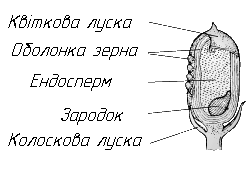 Квіткова луска
Оболонка зерна
Ендосперм
Зародок
Колоскова луска